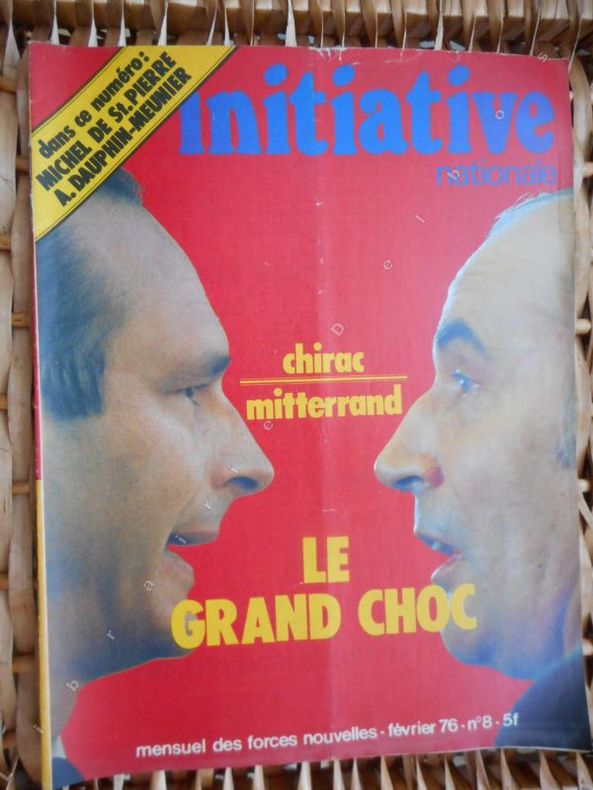 dans ce numéro:
MICHEL DE St. PIERRE
A. DAUPHIN-MEUNIER
initiative
nationale
chirac
mitterrand
LE
GRAND CHOC
mensuel des forces nouvelles - février 76 - n°8 - 5f